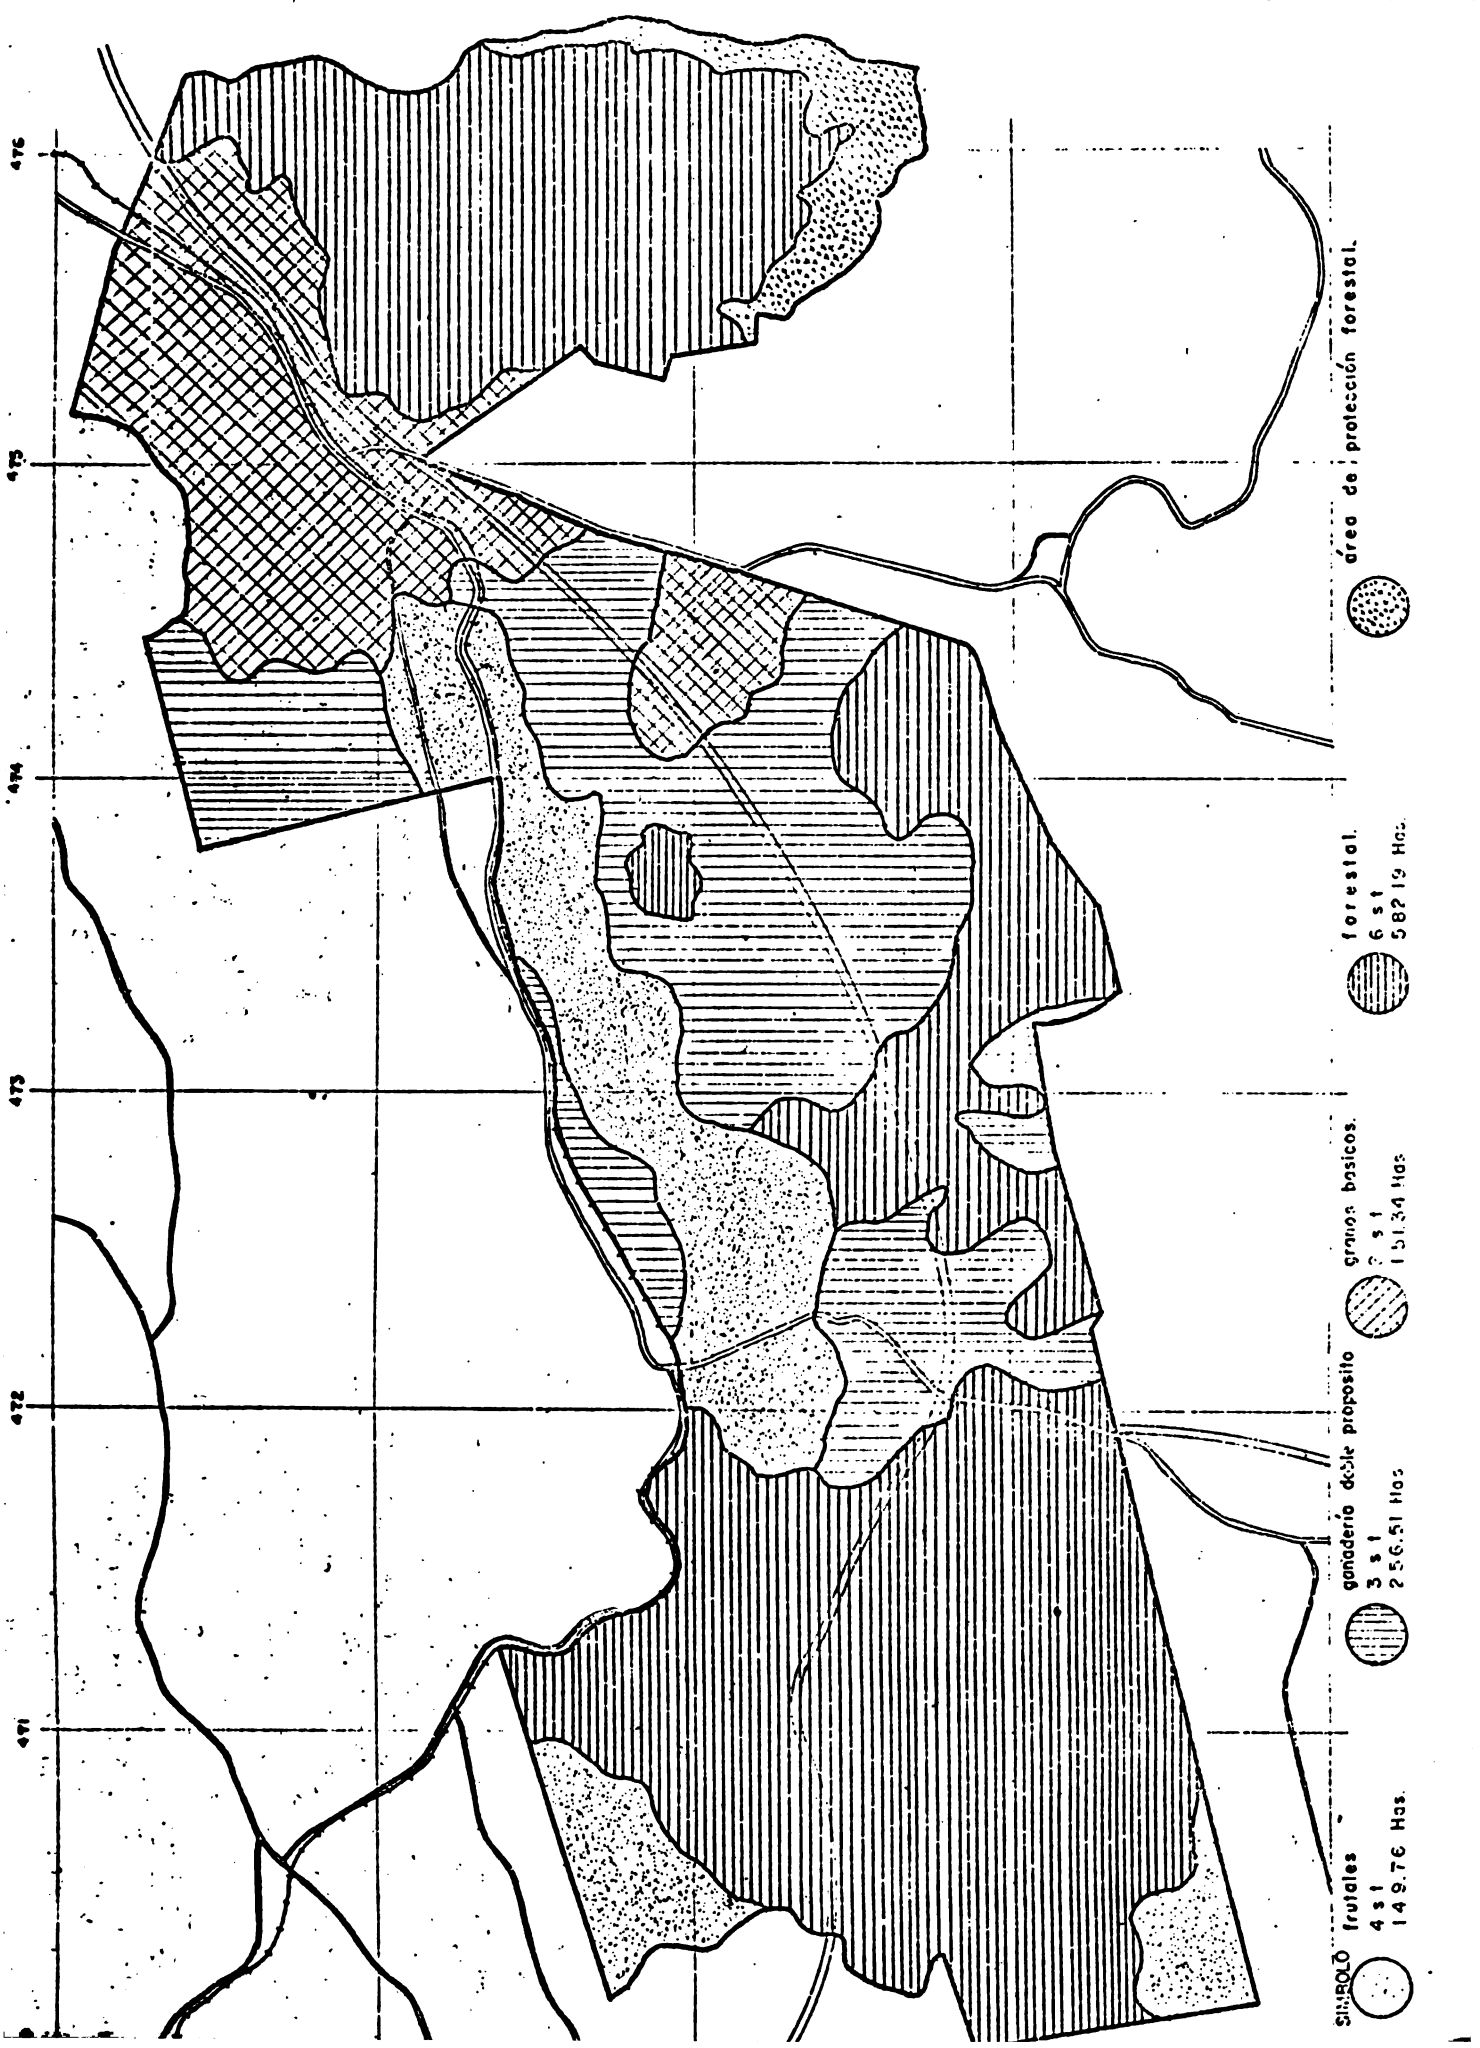 476
475
474
473
472
471
SIMBOLO
frutales
4 s t
149.76 Has.
ganadería doble proposito
3 s t
256.51 Has
granos basicos.
s t
151.34 Has
forestal.
6 s t
582 19 Has.
área de protección forestal.